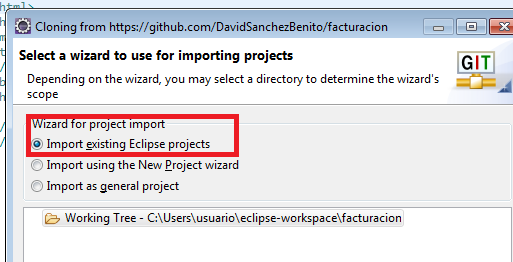 Cloning from https://github.com/DavidSanchezBenito/facturacion
Select a wizard to use for importing projects
Depending on the wizard, you may select a directory to determine the wizard's
scope
GIT
Wizard for project import
Import existing Eclipse projects
Import using the New Project wizard
Import as general project
Working Tree - C:\Users\usuario\eclipse-workspace\facturacion